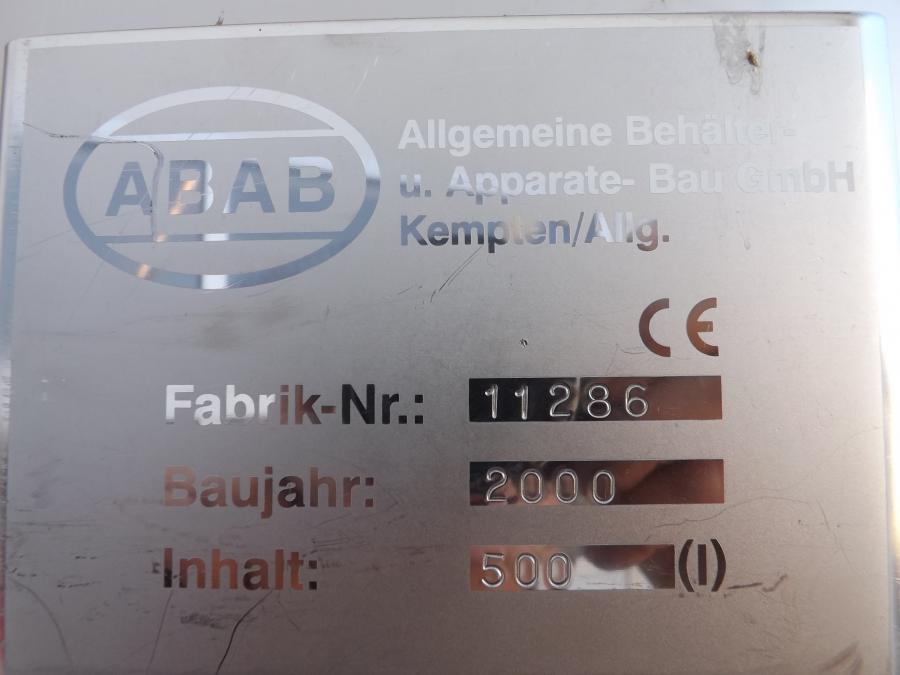 ABAB
Allgemeine Behälter-
u. Apparate- Bau GmbH
Kempten/Allg.
CE
Fabrik-Nr.: 11286
Baujahr: 2000
Inhalt: 500 (l)